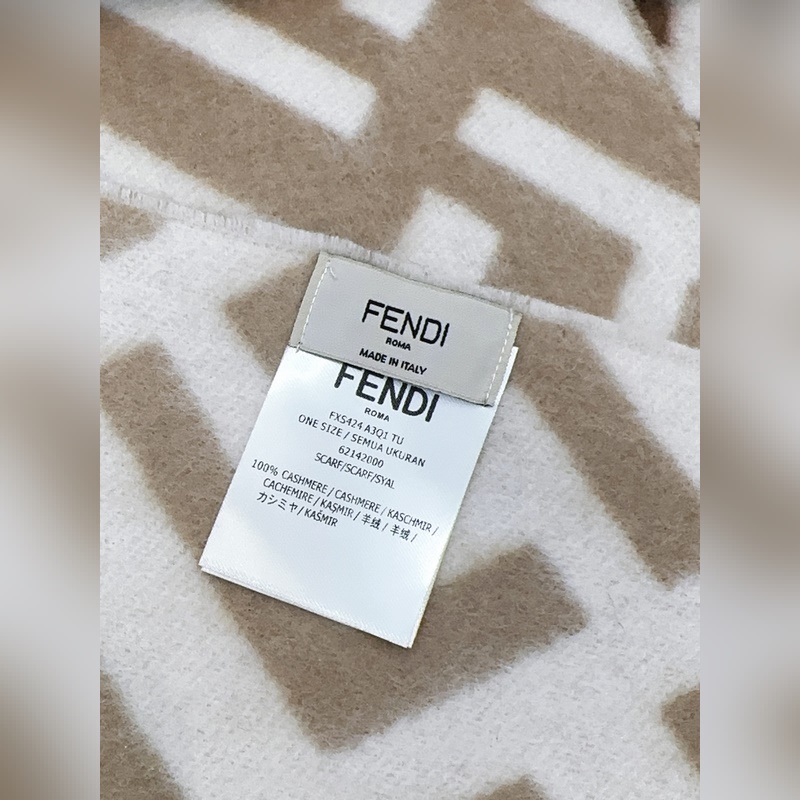 FENDI
ROMA
MADE IN ITALY
FENDI
ROMA
FXS424 A3Q1 TU
ONE SIZE / SEMUA UKURAN
62142000
SCARF/SCARF/SYAL
100% CASHMERE / CASHMERE / KASCHMIR /
CACHEMIRE / KAŞMIR / 羊绒 / 羊绒 /
カシミヤ / KAŠMIR